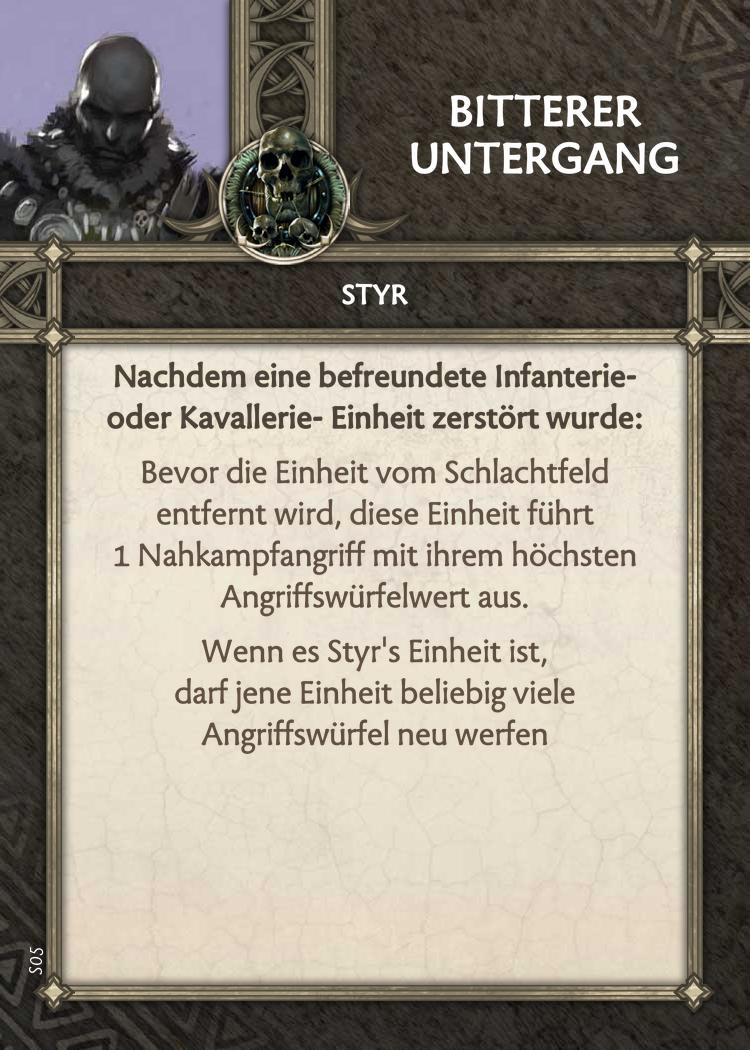 BITTERER
UNTERGANG
STYR
Nachdem eine befreundete Infanterie-
oder Kavallerie- Einheit zerstört wurde:
Bevor die Einheit vom Schlachtfeld
entfernt wird, diese Einheit führt
1 Nahkampfangriff mit ihrem höchsten
Angriffswürfelwert aus.
Wenn es Styr's Einheit ist,
darf jene Einheit beliebig viele
Angriffswürfel neu werfen
S05